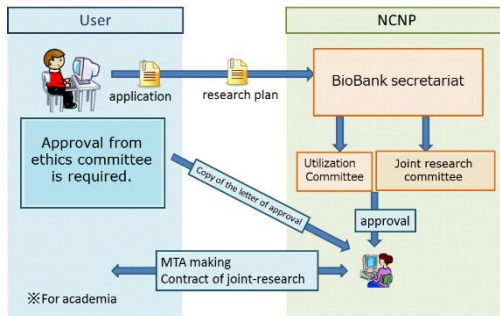 User
NCNP
application
research plan
BioBank secretariat
Approval from
ethics committee
is required.
Utilization
Committee
Joint research
committee
Copy of the letter of approval
approval
MTA making
Contract of joint-research
※For academia